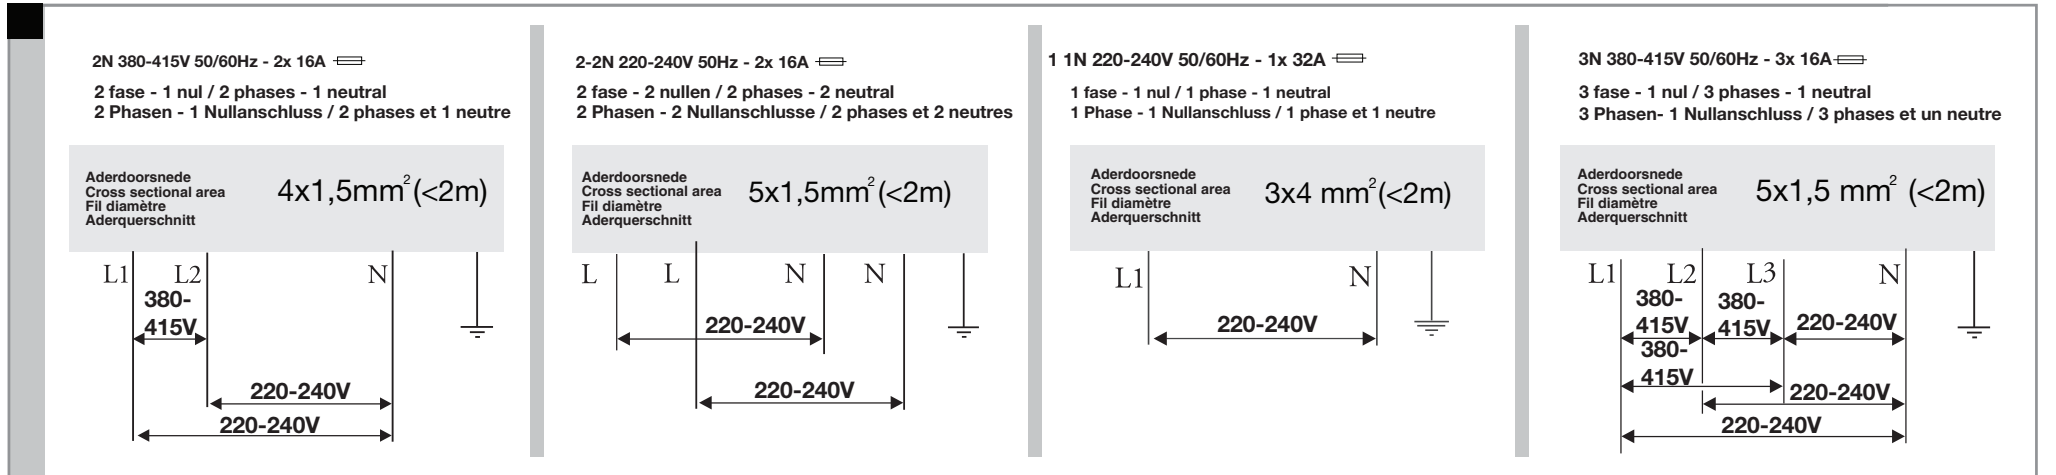 2N 380-415V 50/60Hz - 2x 16A
2 fase - 1 nul / 2 phases - 1 neutral
2 Phasen - 1 Nullanschluss / 2 phases et 1 neutre
Aderdoorsnede
Cross sectional area
Fil diamètre
Aderquerschnitt
4x1,5mm²(<2m)
L1 L2 N
380-
415V
220-240V
220-240V
2-2N 220-240V 50Hz - 2x 16A
2 fase - 2 nullen / 2 phases - 2 neutral
2 Phasen - 2 Nullanschlusse / 2 phases et 2 neutres
Aderdoorsnede
Cross sectional area
Fil diamètre
Aderquerschnitt
5x1,5mm²(<2m)
L L N N
220-240V
220-240V
1 1N 220-240V 50/60Hz - 1x 32A
1 fase - 1 nul / 1 phase - 1 neutral
1 Phase - 1 Nullanschluss / 1 phase et 1 neutre
Aderdoorsnede
Cross sectional area
Fil diamètre
Aderquerschnitt
3x4 mm²(<2m)
L1 N
220-240V
3N 380-415V 50/60Hz - 3x 16A
3 fase - 1 nul / 3 phases - 1 neutral
3 Phasen- 1 Nullanschluss / 3 phases et un neutre
Aderdoorsnede
Cross sectional area
Fil diamètre
Aderquerschnitt
5x1,5 mm² (<2m)
L1 L2 L3 N
380- 380-
415V 415V 220-240V
380-
415V
220-240V
220-240V